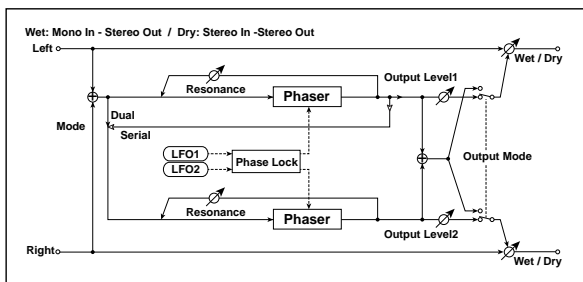 Wet: Mono In - Stereo Out / Dry: Stereo In -Stereo Out
Left
Wet / Dry
Resonance
Phaser
Output Level1
Mode
Dual
Serial
LFO1
LFO2
Phase Lock
Output Mode
Resonance
Phaser
Output Level2
Right
Wet / Dry